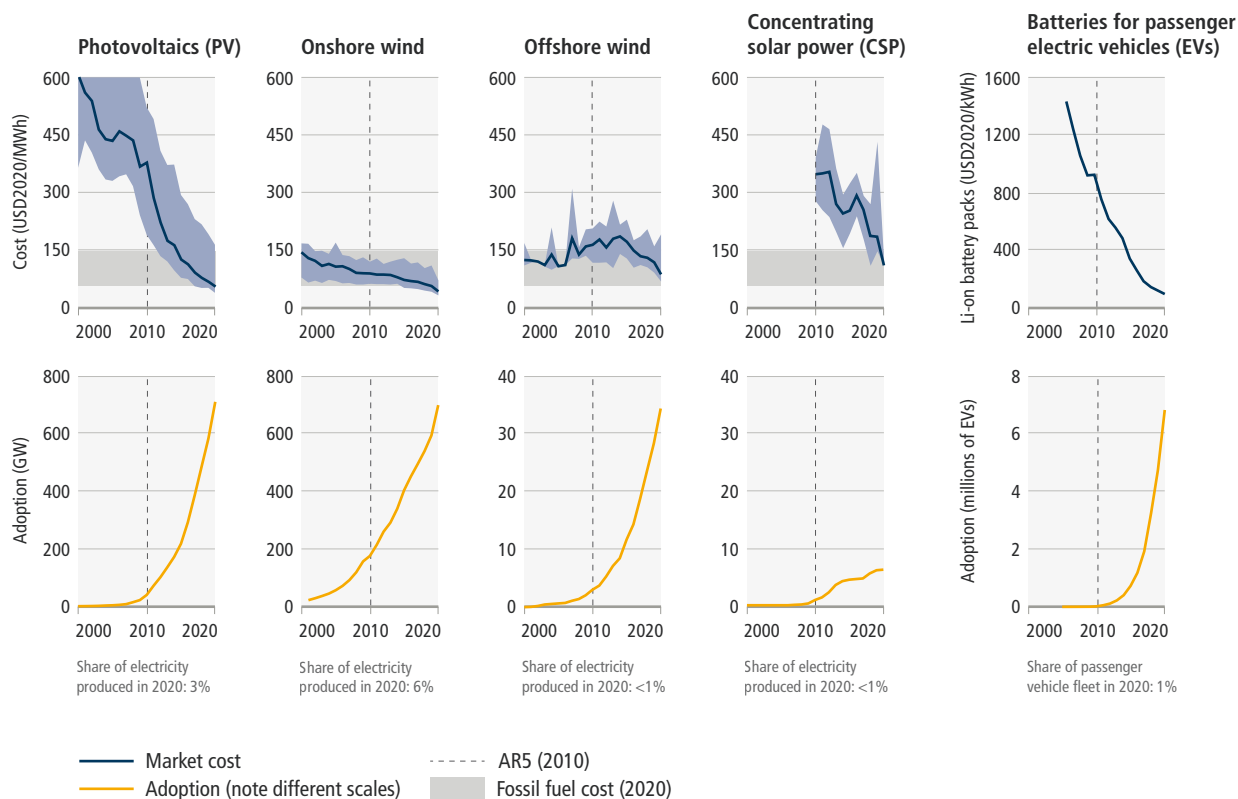 Photovoltaics (PV)
Onshore wind
Offshore wind
Concentrating
solar power (CSP)
Batteries for passenger
electric vehicles (EVs)
Cost (USD2020/MWh)
600
450
300
150
0
2000 2010 2020
600
450
300
150
0
2000 2010 2020
600
450
300
150
0
2000 2010 2020
600
450
300
150
0
2000 2010 2020
Li-on battery packs (USD2020/kWh)
1600
1200
800
400
0
2000 2010 2020
Adoption (GW)
800
600
400
200
0
2000 2010 2020
800
600
400
200
0
2000 2010 2020
40
30
20
10
0
2000 2010 2020
40
30
20
10
0
2000 2010 2020
Adoption (millions of EVs)
8
6
4
2
0
2000 2010 2020
Share of electricity
produced in 2020: 3%
Share of electricity
produced in 2020: 6%
Share of electricity
produced in 2020: <1%
Share of electricity
produced in 2020: <1%
Share of passenger
vehicle fleet in 2020: 1%
Market cost
AR5 (2010)
Adoption (note different scales)
Fossil fuel cost (2020)